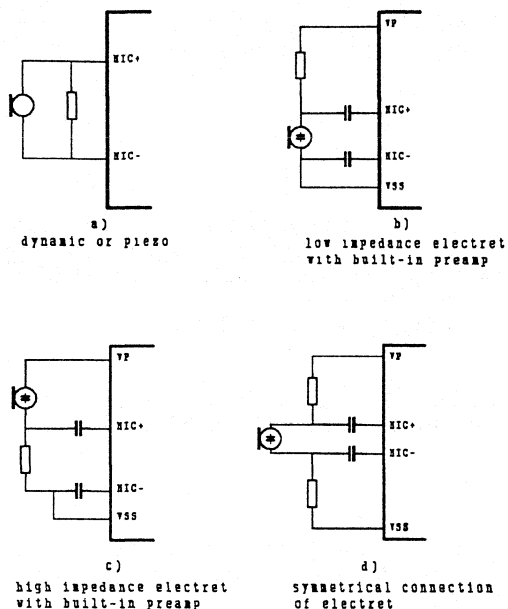 MIC+
MIC-
a)
dynamic or piezo
VP
MIC+
MIC-
VSS
b)
low impedance electret
with built-in preamp
VP
MIC+
MIC-
VSS
c)
high impedance electret
with built-in preamp
VP
MIC+
MIC-
VSS
d)
symmetrical connection
of electret